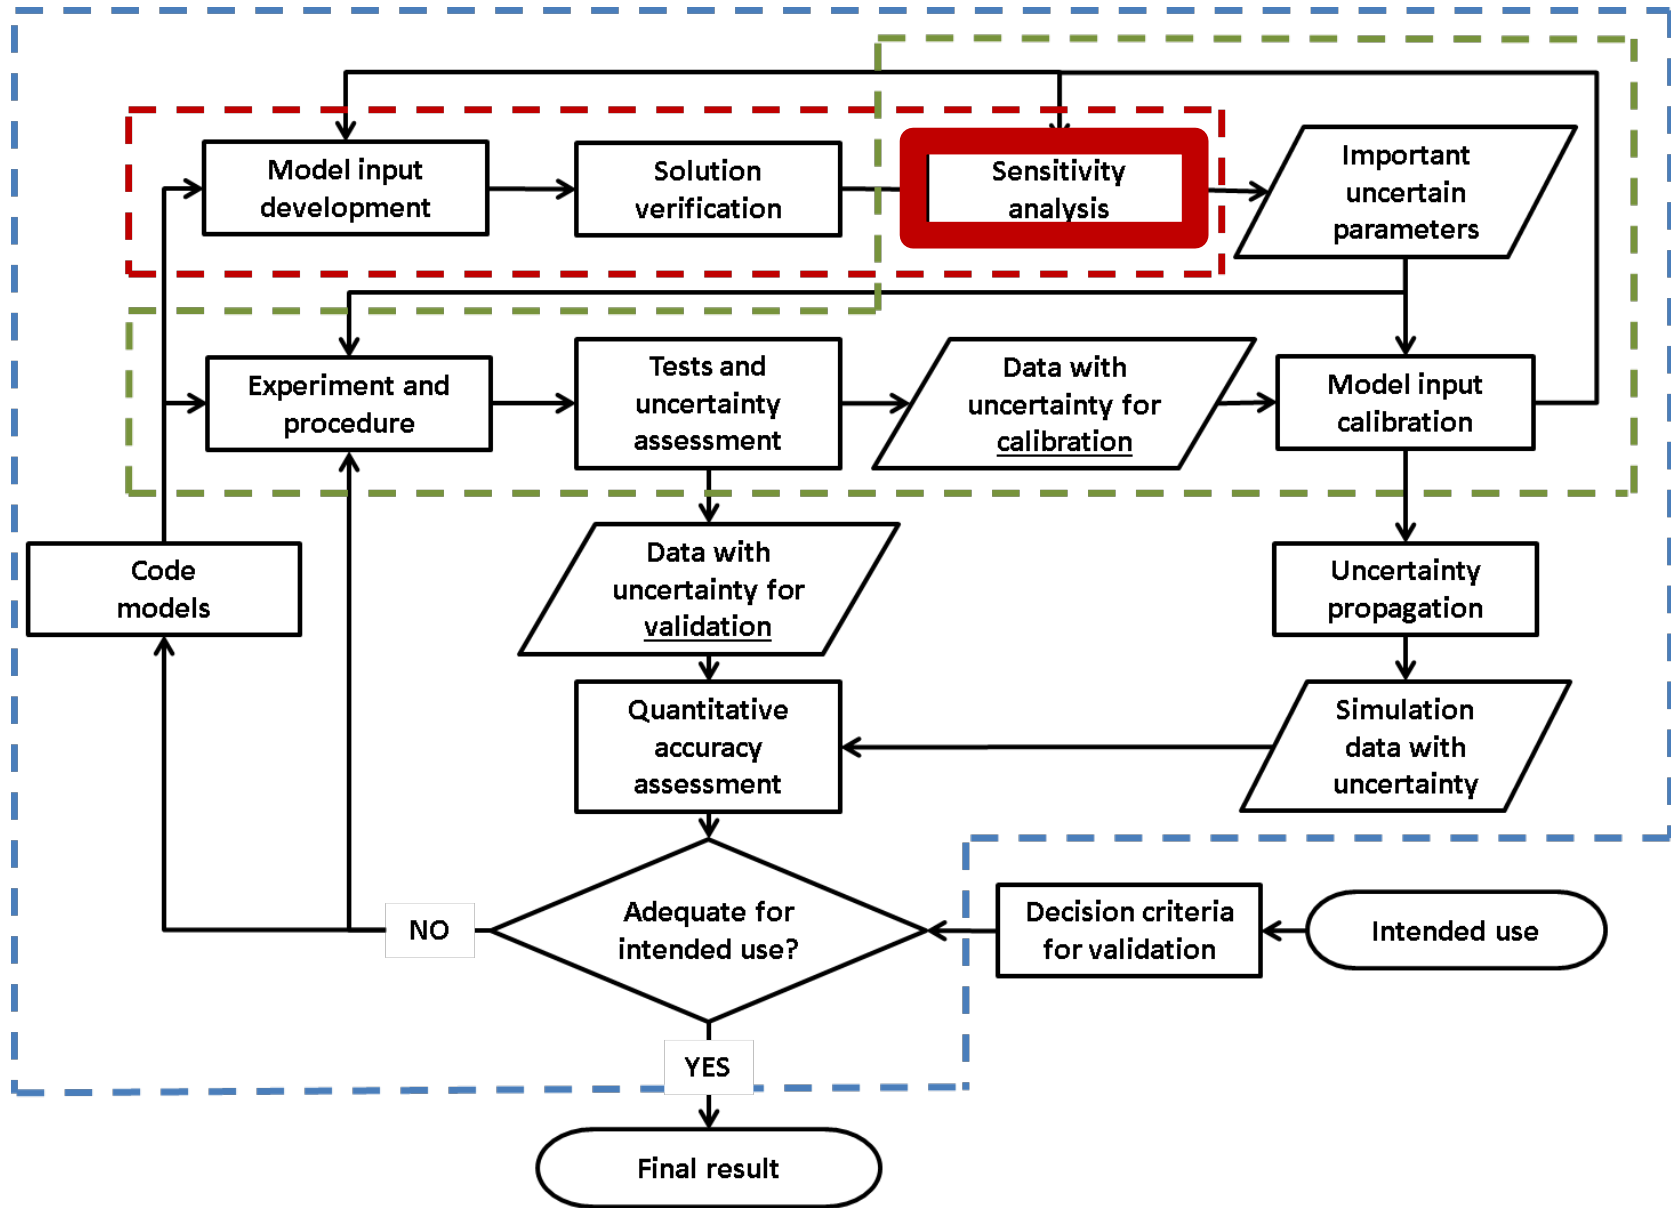 Model input
development
Solution
verification
Sensitivity
analysis
Important
uncertain
parameters
Experiment and
procedure
Tests and
uncertainty
assessment
Data with
uncertainty for
calibration
Model input
calibration
Code
models
Data with
uncertainty for
validation
Uncertainty
propagation
Quantitative
accuracy
assessment
Simulation
data with
uncertainty
NO
Adequate for
intended use?
Decision criteria
for validation
Intended use
YES
Final result